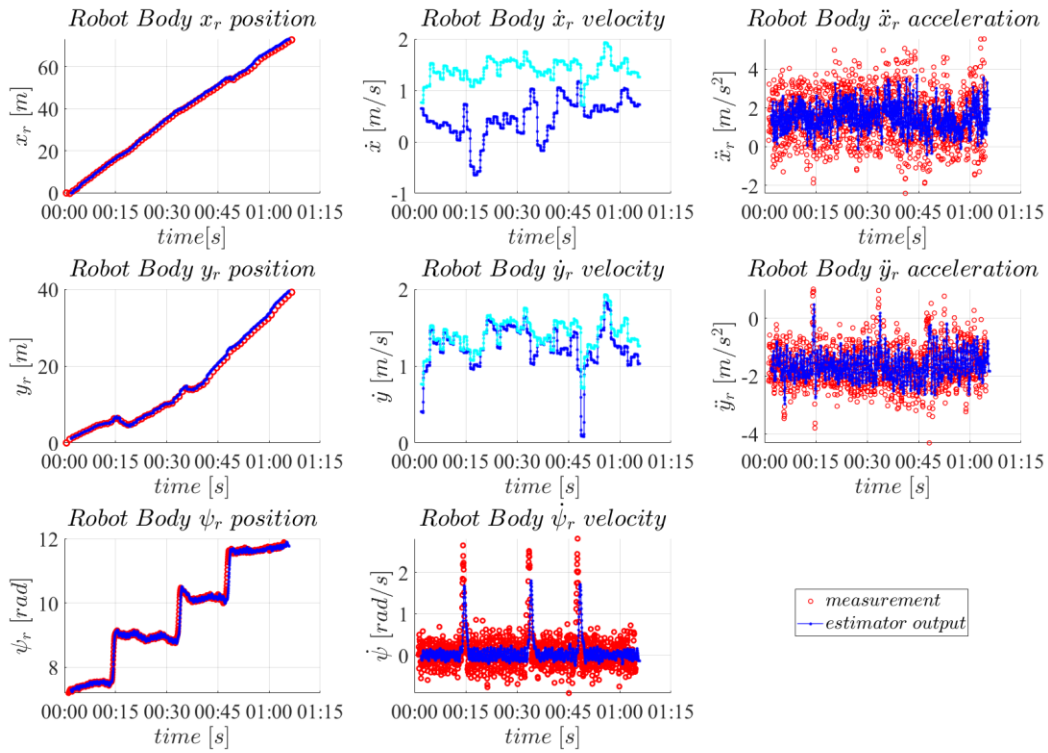 Robot Body x_r position
Robot Body ẋ_r velocity
Robot Body ẍ_r acceleration
60
40
20
0
x_r [m]
00:00 00:15 00:30 00:45 01:00 01:15
time[s]
2
1
0
-1
ẋ [m/s]
00:00 00:15 00:30 00:45 01:00 01:15
time [s]
4
2
0
-2
ẍ_r [m/s²]
00:00 00:15 00:30 00:45 01:00 01:15
time [s]
Robot Body y_r position
Robot Body ẏ_r velocity
Robot Body ÿ_r acceleration
40
20
0
y_r [m]
00:00 00:15 00:30 00:45 01:00 01:15
time [s]
2
1
0
ẏ [m/s]
00:00 00:15 00:30 00:45 01:00 01:15
time [s]
0
-2
-4
ÿ_r [m/s²]
00:00 00:15 00:30 00:45 01:00 01:15
time [s]
Robot Body ψ_r position
Robot Body ψ̇_r velocity
12
10
8
ψ_r [rad]
00:00 00:15 00:30 00:45 01:00 01:15
time [s]
2
1
0
ψ̇ [rad/s]
00:00 00:15 00:30 00:45 01:00 01:15
time [s]
measurement
estimator output